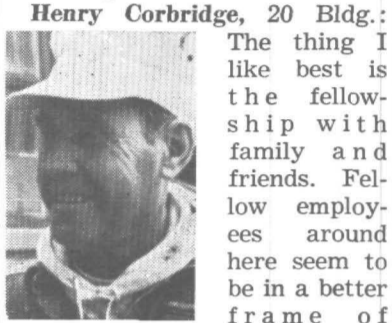 Henry Corbridge, 20 Bldg.:
The thing I
like best is
the fellow-
ship with
family and
friends. Fel-
low employ-
ees around
here seem to
be in a better
frame of